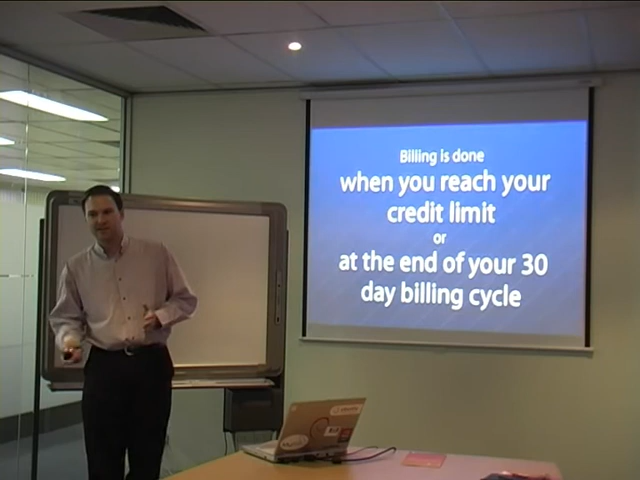 Billing is done
when you reach your
credit limit
or
at the end of your 30
day billing cycle